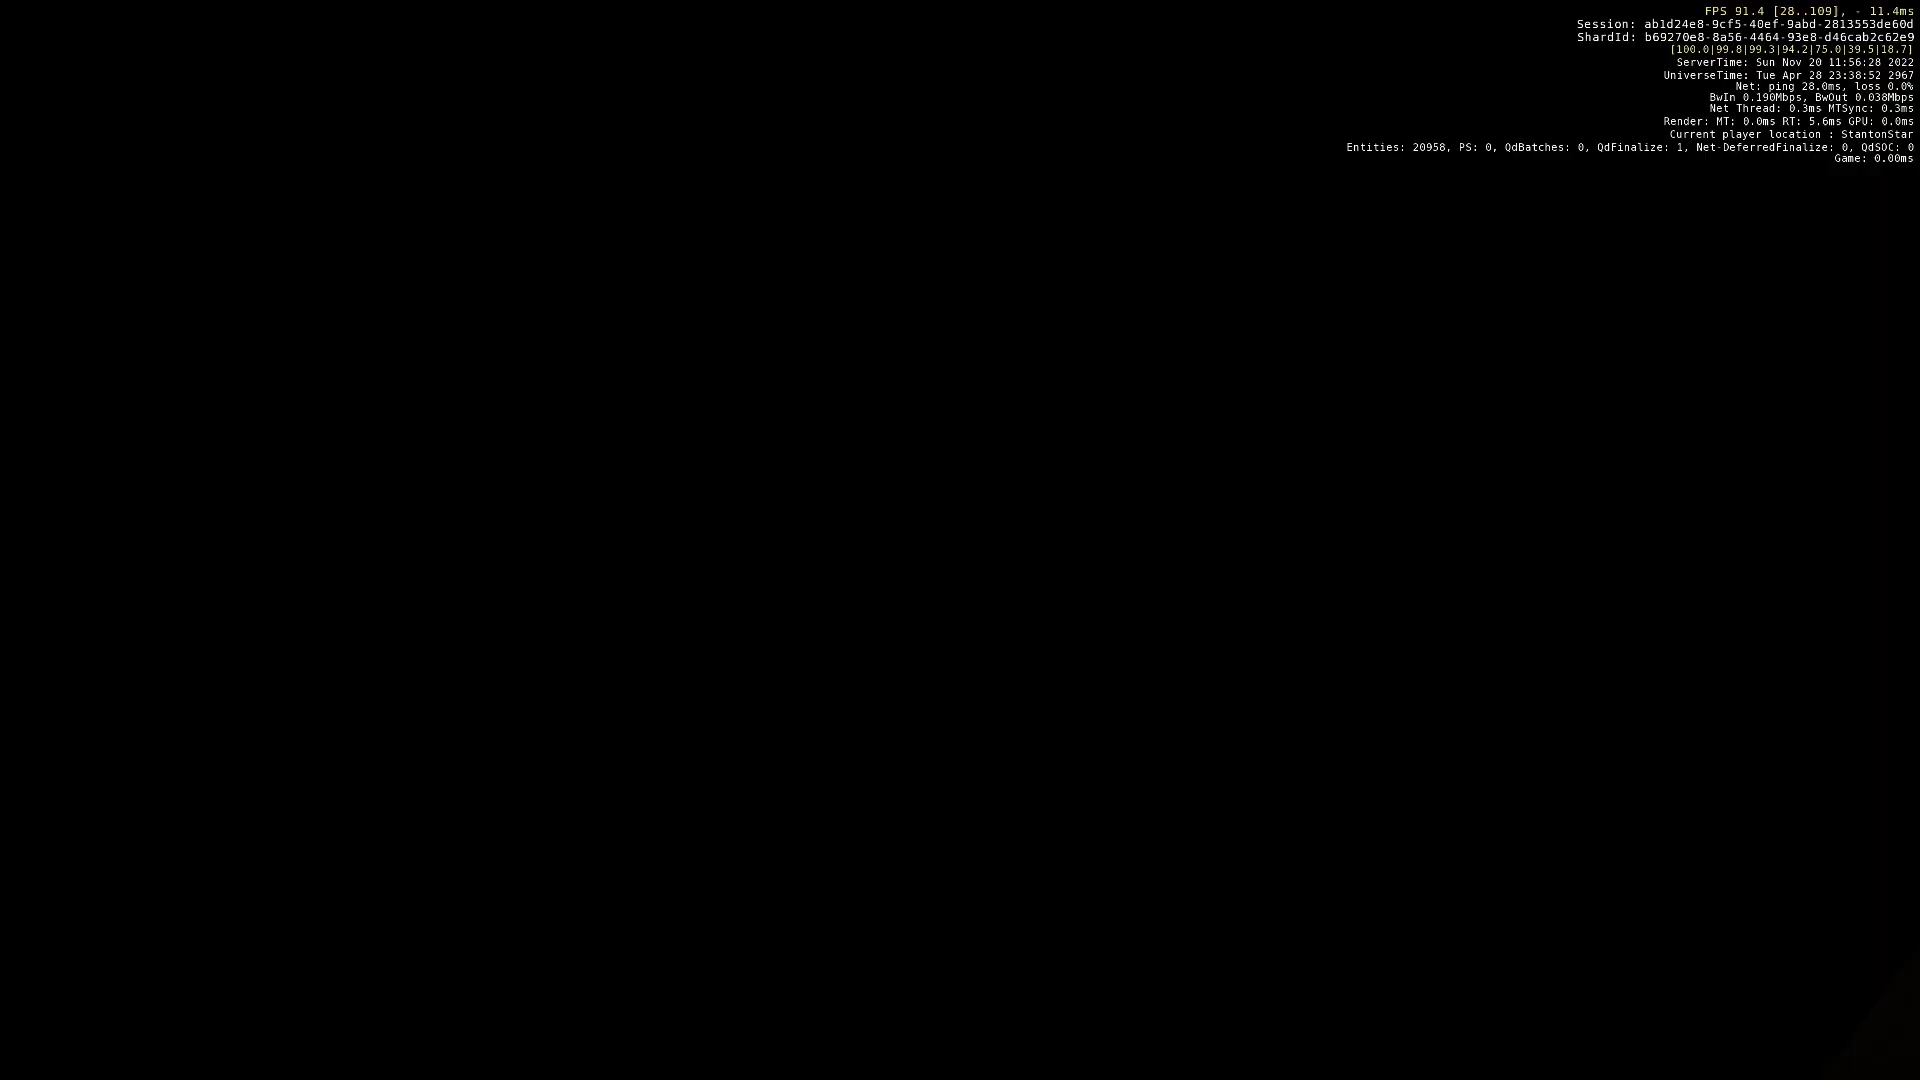 FPS 91.4 [28..109], - 11.4ms
Session: ab1d24e8-9cf5-40ef-9abd-2813553de60d
ShardId: b69270e8-8a56-4464-93e8-d46cab2c62e9
[100.0|99.8|99.3|94.2|75.0|39.5|18.7]
ServerTime: Sun Nov 20 11:56:28 2022
UniverseTime: Tue Apr 28 23:38:52 2967
Net: ping 28.0ms, loss 0.0%
BwIn 0.190Mbps, BwOut 0.038Mbps
Net Thread: 0.3ms MTSync: 0.3ms
Render: MT: 0.0ms RT: 5.6ms GPU: 0.0ms
Current player location : StantonStar
Entities: 20958, PS: 0, QdBatches: 0, QdFinalize: 1, Net-DeferredFinalize: 0, QdSOC: 0
Game: 0.00ms